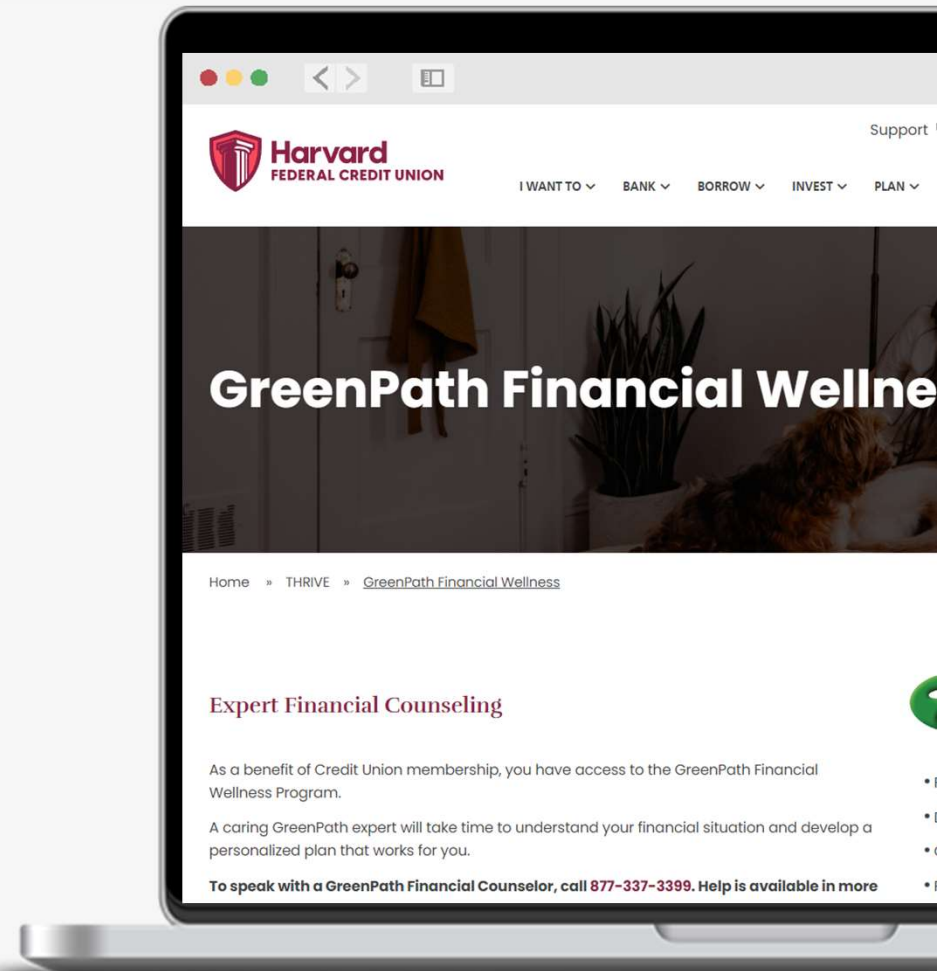 Support
Harvard
FEDERAL CREDIT UNION
I WANT TO
BANK
BORROW
INVEST
PLAN
GreenPath Financial Wellne
Home » THRIVE » GreenPath Financial Wellness
Expert Financial Counseling
As a benefit of Credit Union membership, you have access to the GreenPath Financial
Wellness Program.
A caring GreenPath expert will take time to understand your financial situation and develop a
personalized plan that works for you.
To speak with a GreenPath Financial Counselor, call 877-337-3399. Help is available in more